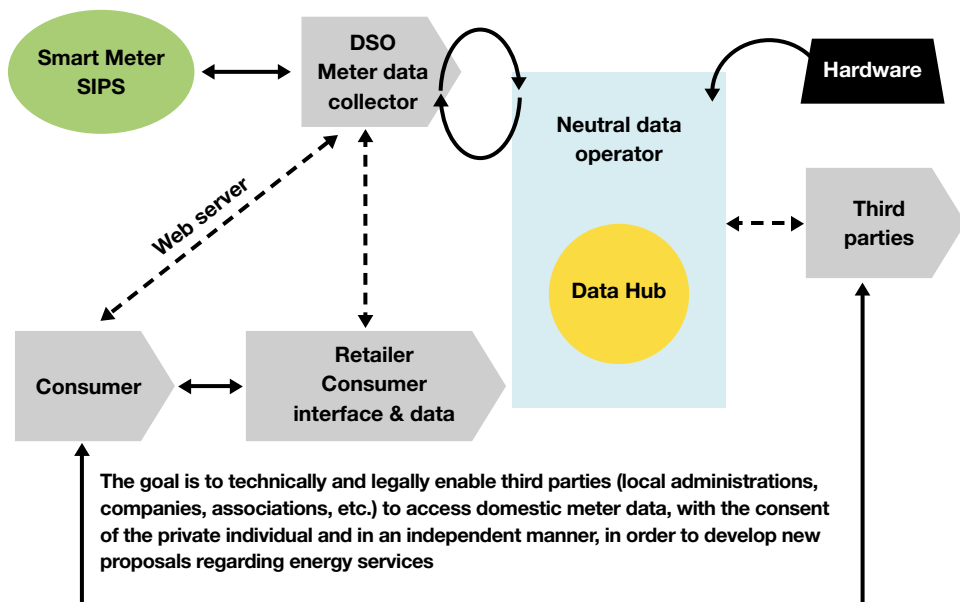 Smart Meter
SIPS
DSO
Meter data
collector
Hardware
Neutral data
operator
Third
parties
Web server
Data Hub
Consumer
Retailer
Consumer
interface & data
The goal is to technically and legally enable third parties (local administrations,
companies, associations, etc.) to access domestic meter data, with the consent
of the private individual and in an independent manner, in order to develop new
proposals regarding energy services